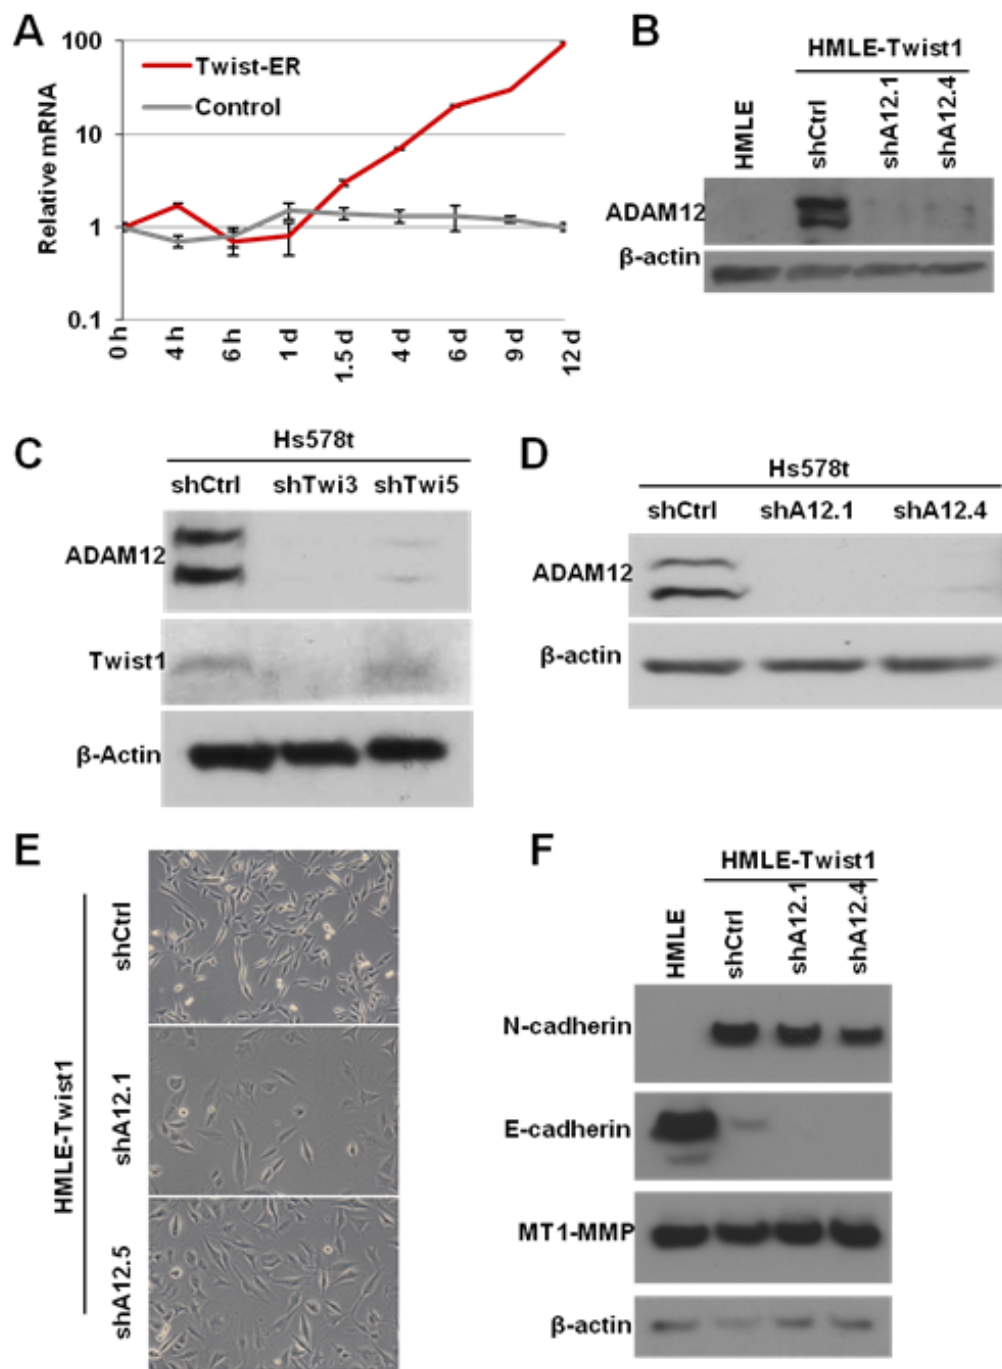 A
100
10
1
0.1
Relative mRNA
Twist-ER
Control
0 h
4 h
6 h
1 d
1.5 d
4 d
6 d
9 d
12 d
B
HMLE-Twist1
HMLE
shCtrl
shA12.1
shA12.4
ADAM12
β-actin
C
Hs578t
shCtrl shTwi3 shTwi5
ADAM12
Twist1
β-Actin
D
Hs578t
shCtrl shA12.1 shA12.4
ADAM12
β-actin
E
HMLE-Twist1
shCtrl
shA12.1
shA12.5
F
HMLE-Twist1
HMLE
shCtrl
shA12.1
shA12.4
N-cadherin
E-cadherin
MT1-MMP
β-actin